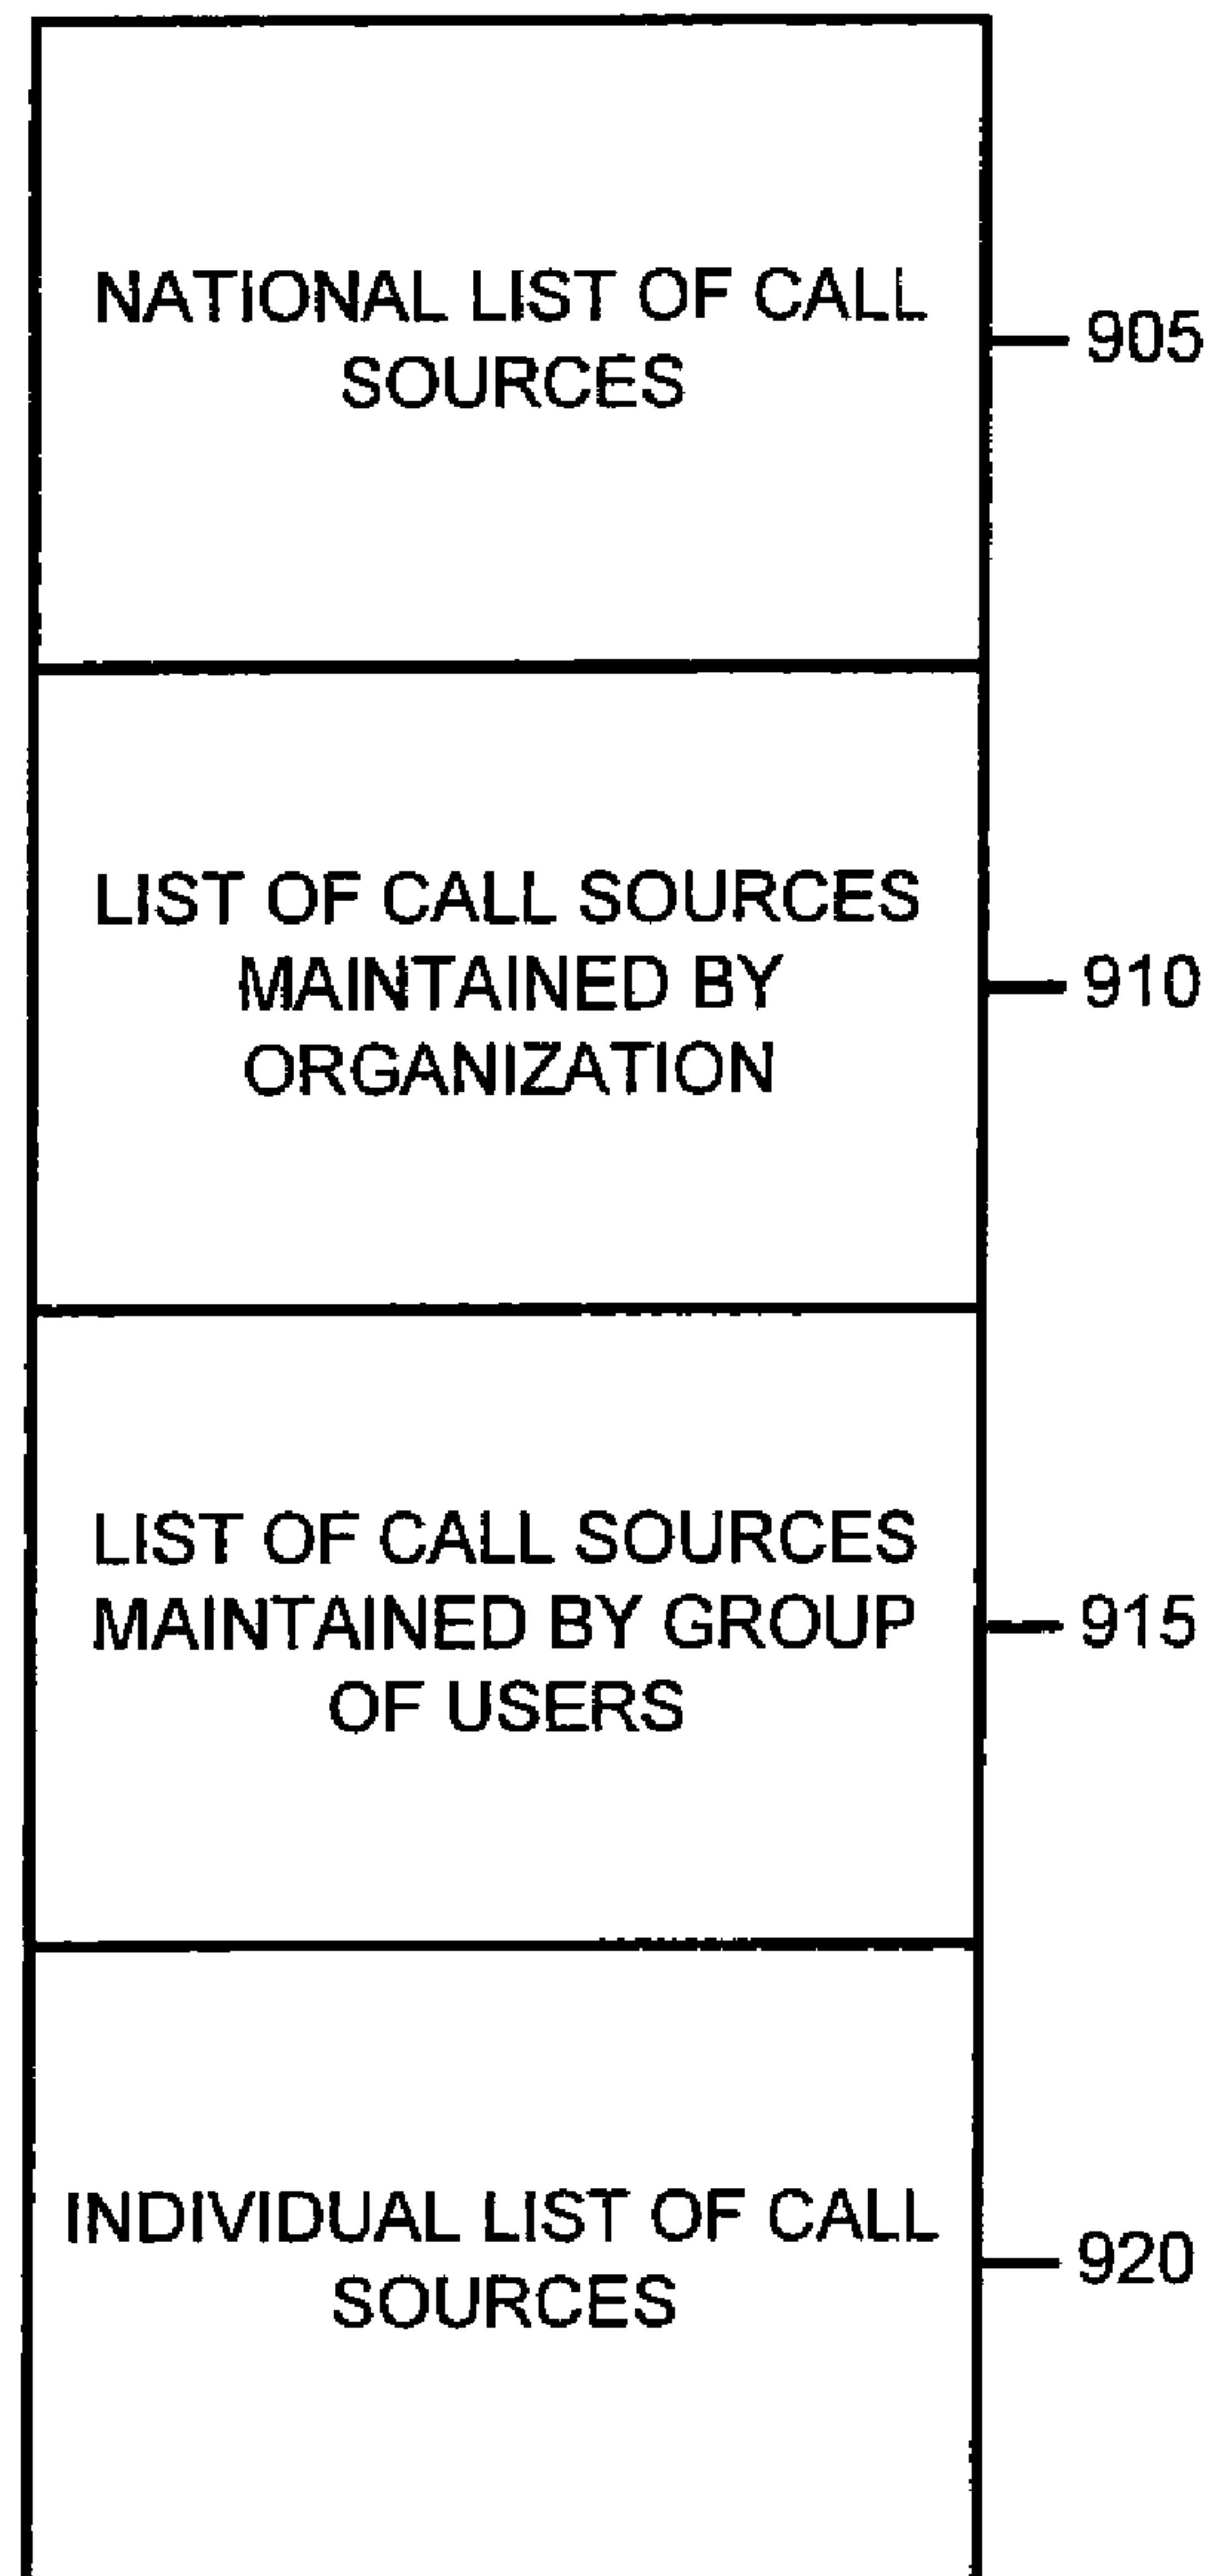 NATIONAL LIST OF CALL
SOURCES
905
LIST OF CALL SOURCES
MAINTAINED BY
ORGANIZATION
910
LIST OF CALL SOURCES
MAINTAINED BY GROUP
OF USERS
915
INDIVIDUAL LIST OF CALL
SOURCES
920